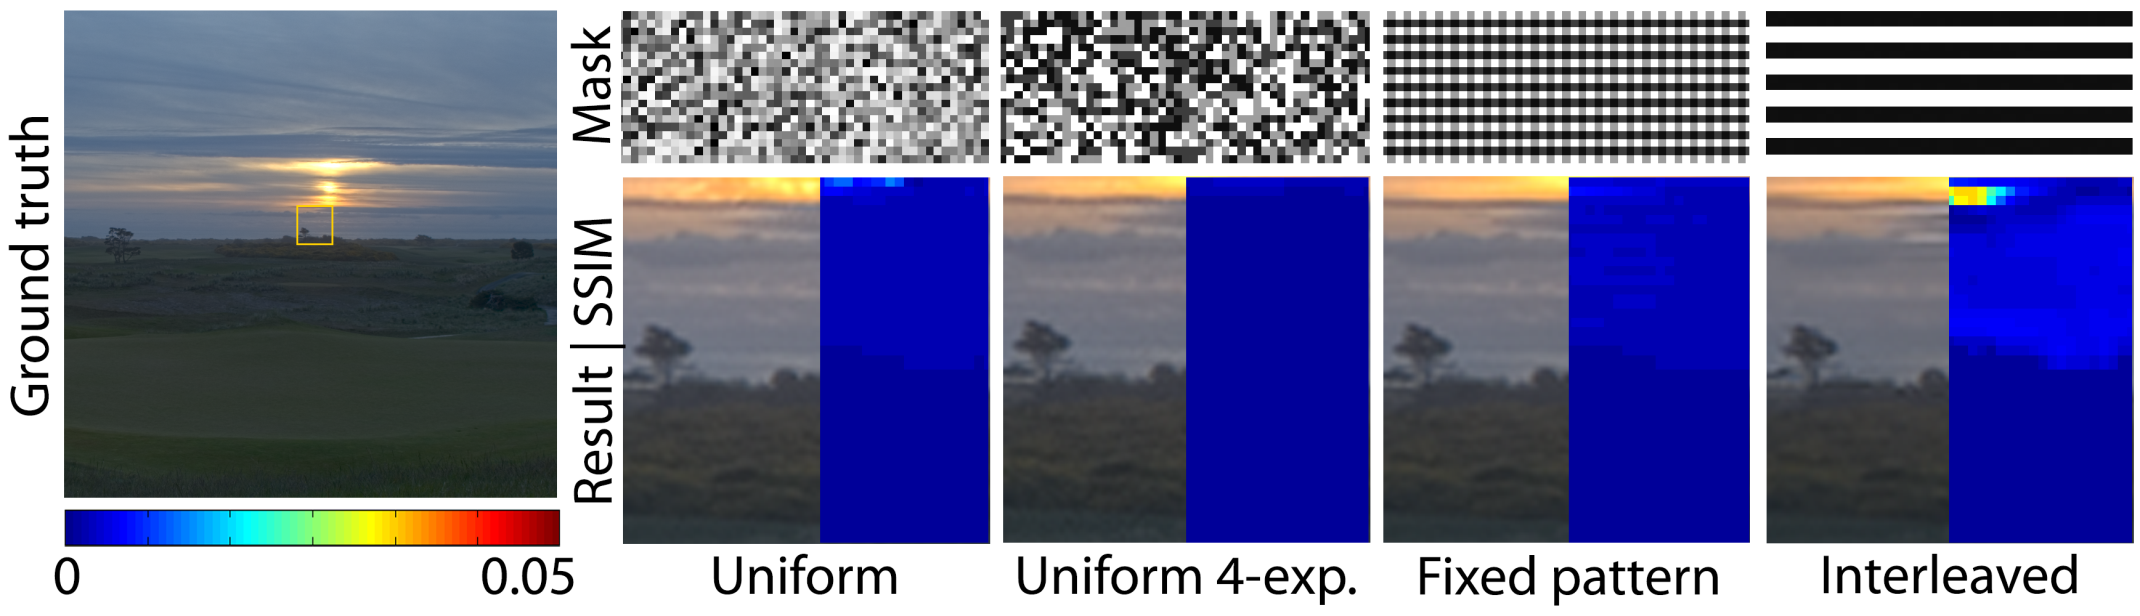 Ground truth
0
0.05
Mask
Result | SSIM
Uniform
Uniform 4-exp.
Fixed pattern
Interleaved